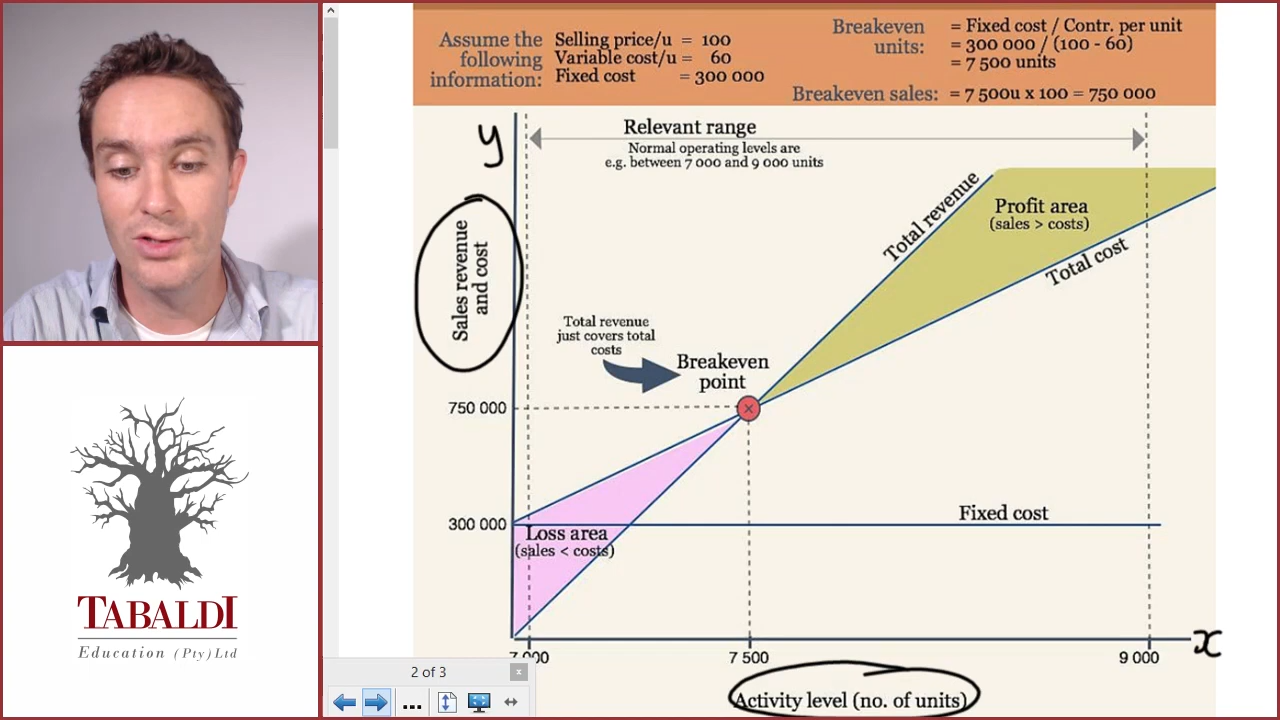 Assume the
following
information:
Selling price/u = 100
Variable cost/u = 60
Fixed cost = 300 000
Breakeven
units:
= Fixed cost / Contr. per unit
= 300 000 / (100 - 60)
= 7 500 units
Breakeven sales: = 7 500u x 100 = 750 000
y
Relevant range
Normal operating levels are
e.g. between 7 000 and 9 000 units
Sales revenue
and cost
Total revenue
Profit area
(sales > costs)
Total cost
Total revenue
just covers total
costs
Breakeven
point
750 000
300 000
Fixed cost
Loss area
(sales < costs)
7 000
7 500
9 000
x
Activity level (no. of units)
TABALDI
Education (Pty) Ltd
2 of 3
x
...